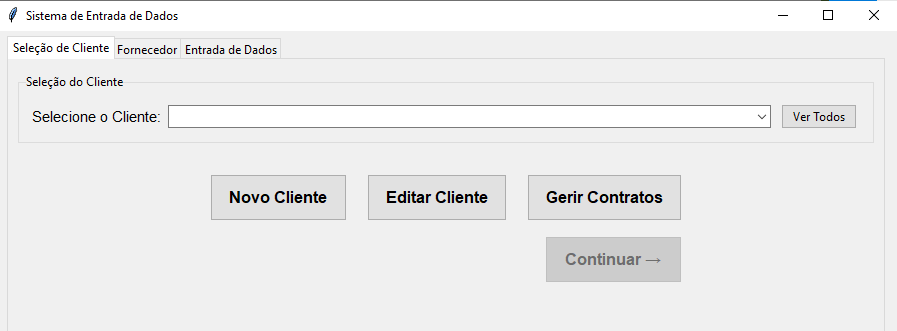 Sistema de Entrada de Dados
Seleção de Cliente Fornecedor Entrada de Dados
Seleção do Cliente
Selecione o Cliente: Ver Todos
Novo Cliente Editar Cliente Gerir Contratos
Continuar →